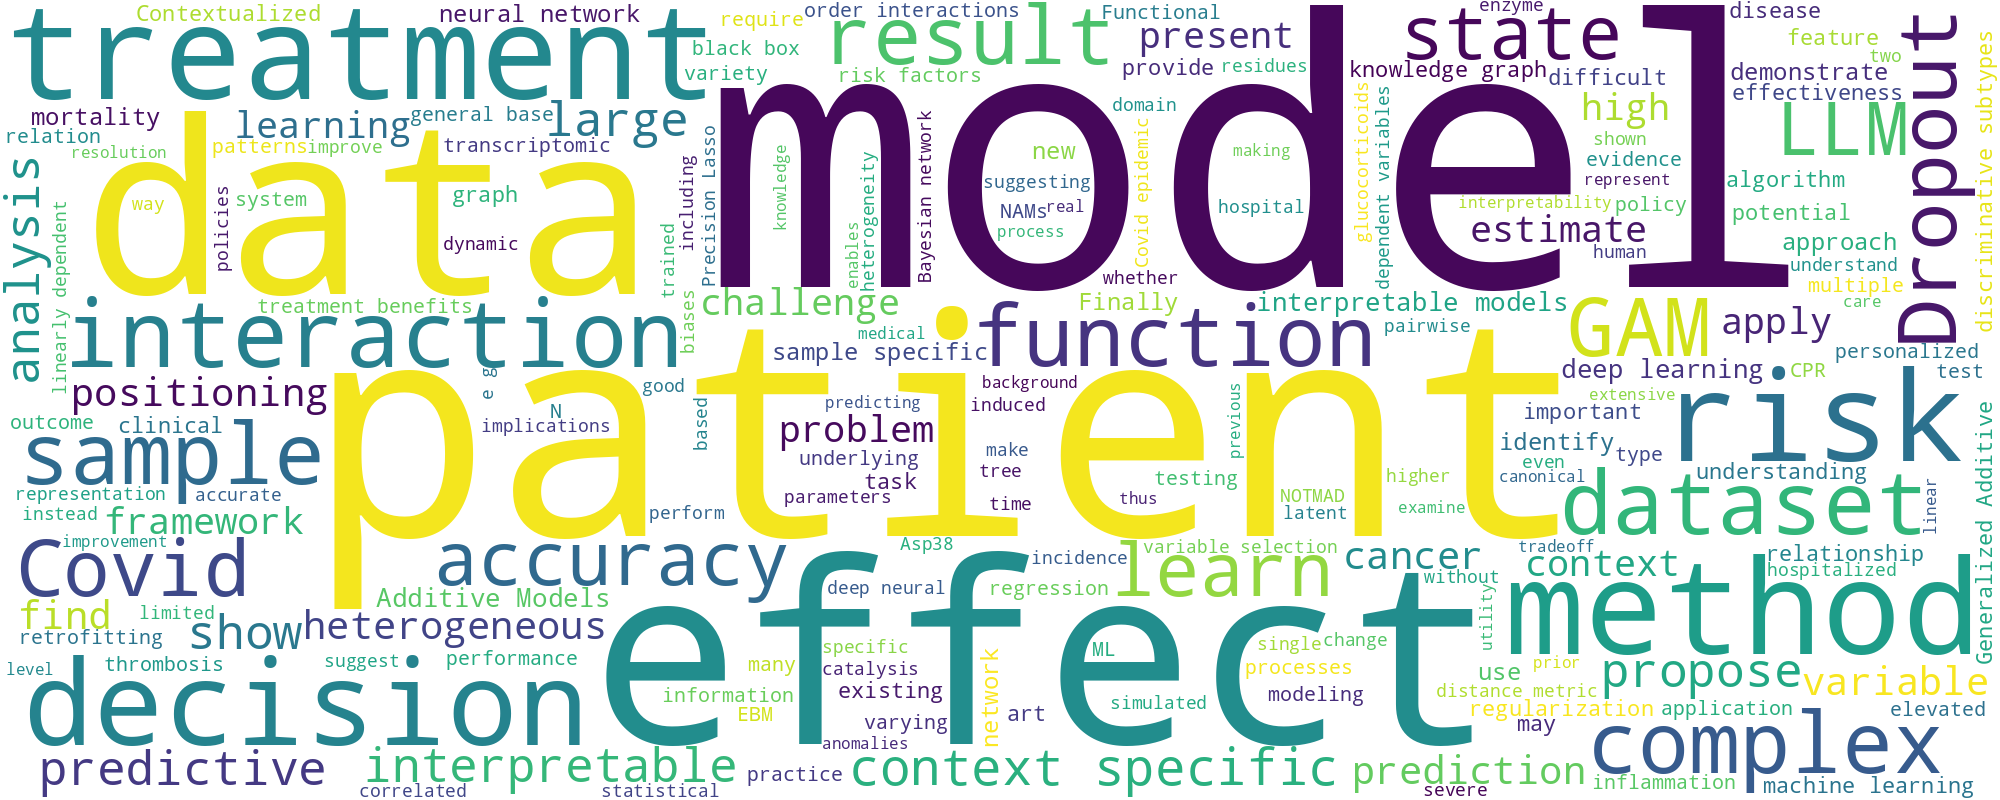 treatment
Contextualized
neural network
require
order interactions
Functional
enzyme
disease
black box
variety
result
risk factors
present
provide
residues
state
knowledge graph
difficult
feature
two
demonstrate
effectiveness
Dropout
discriminative subtypes
mortality
relation
resolution
learning
general base
large
patterns
improve
transcriptomic
model
domain
high
shown
evidence
represent
LLM
algorithm
potential
approach
understand
multiple
care
analysis
linearly dependent
data
way
policies
system
graph
dynamic
trained
including
Precision Lasso
biases
knowledge
enables
heterogeneity
Bayesian network
new
suggesting
NAMs
real
process
Covid epidemic
making
hospital
whether
glucocorticoids
dependent variables
interpretability
policy
estimate
human
treatment benefits
interaction
challenge
medical
sample specific
Finally
function
interpretable models
pairwise
GAM
apply
personalized
test
deep learning
CPR
extensive
positioning
outcome
clinical
sample
e g
N
implications
good
based
patient
predicting
background
induced
problem
underlying
task
parameters
make
tree
time
thus
previous
testing
NOTMAD
latent
higher
examine
important
identify
type
even
canonical
risk
understanding
dataset
linear
Generalized Additive
representation
accurate
instead
framework
improvement
perform
Covid
accuracy
Asp38
incidence
deep neural
variable selection
regression
learn
cancer
without
tradeoff
context
relationship
hospitalized
method
utility
find
limited
Additive Models
retrofitting
show
heterogeneous
level
thrombosis
suggest
performance
effect
decision
many
information
EBM
specific
catalysis
existing
varying
anomalies
network
art
ML
simulated
single
change
processes
modeling
use
prior
distance metric
regularization
application
may
propose
variable
elevated
complex
predictive
correlated
interpretable
statistical
practice
context specific
prediction
severe
inflammation
machine learning